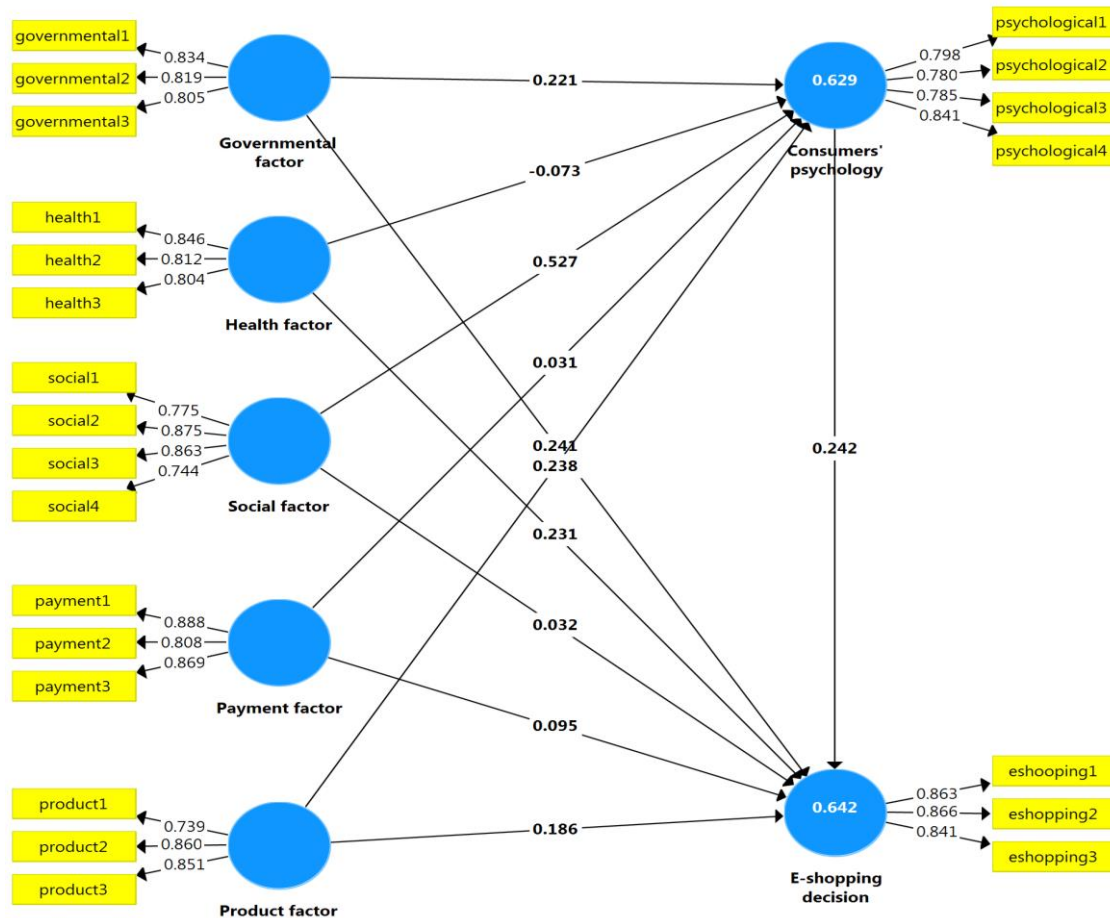 governmental1
governmental2
governmental3
0.834
0.819
0.805
Governmental
factor
health1
health2
health3
0.846
0.812
0.804
Health factor
social1
social2
social3
social4
0.775
0.875
0.863
0.744
Social factor
payment1
payment2
payment3
0.888
0.808
0.869
Payment factor
product1
product2
product3
0.739
0.860
0.851
Product factor
0.221
-0.073
0.527
0.031
0.241
0.238
0.231
0.032
0.095
0.186
0.629
Consumers'
psychology
0.798
0.780
0.785
0.841
psychological1
psychological2
psychological3
psychological4
0.242
0.642
E-shopping
decision
0.863
0.866
0.841
eshooping1
eshopping2
eshopping3